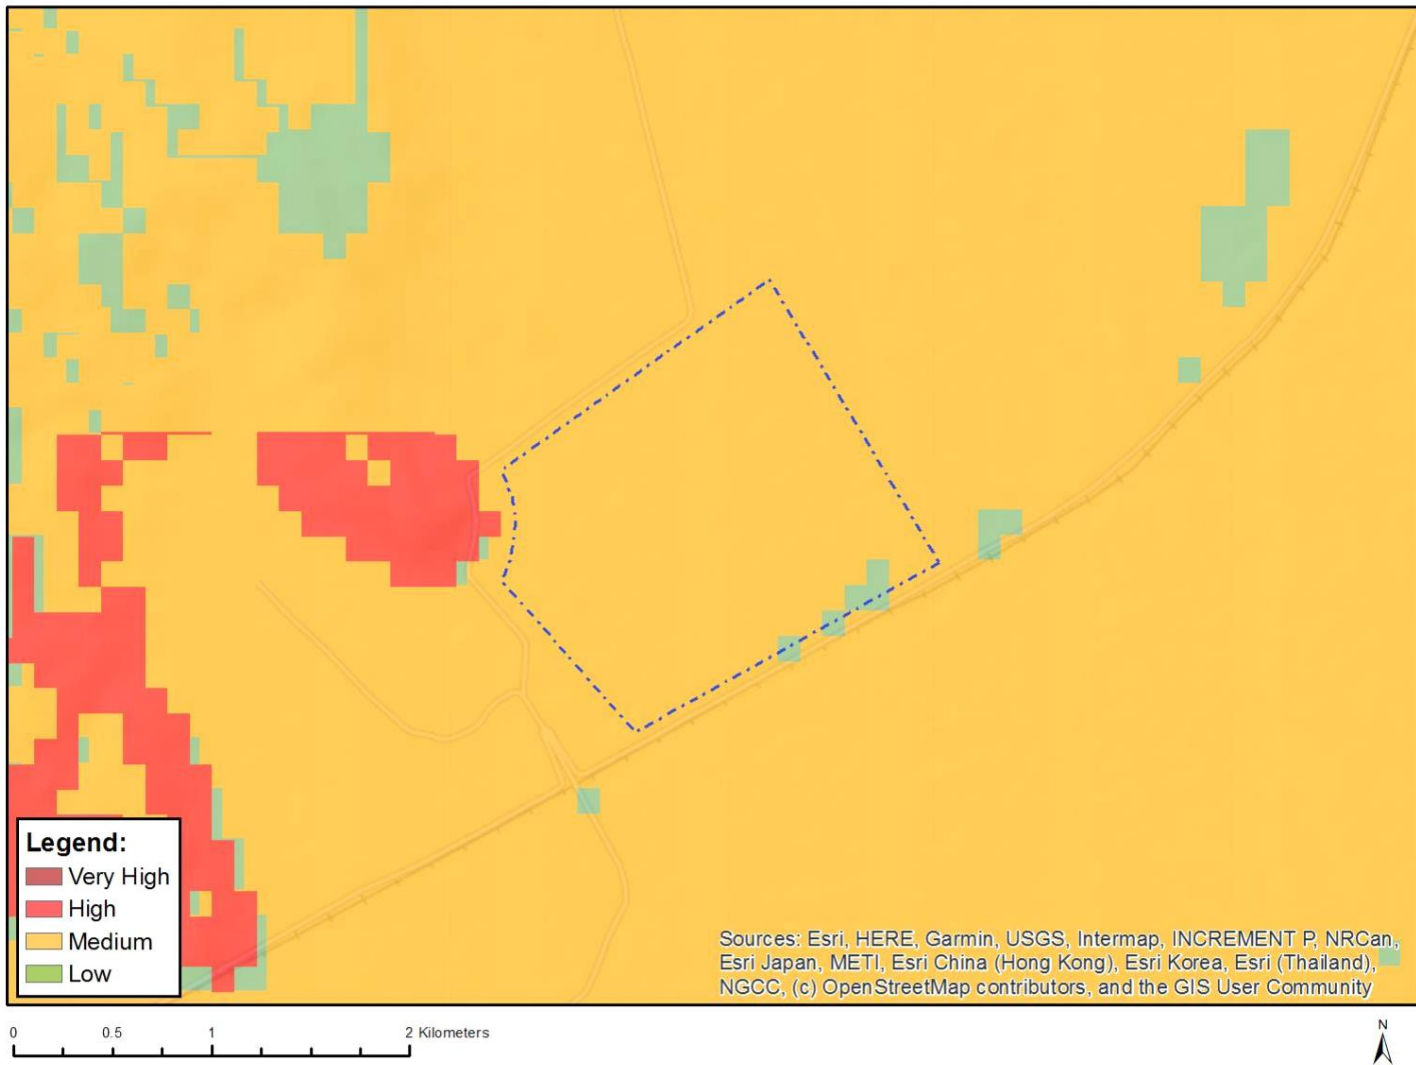 Legend:
Very High
High
Medium
Low
Sources: Esri, HERE, Garmin, USGS, Intermap, INCREMENT P, NRCan,
Esri Japan, METI, Esri China (Hong Kong), Esri Korea, Esri (Thailand),
NGCC, (c) OpenStreetMap contributors, and the GIS User Community
0 0.5 1 2 Kilometers
N